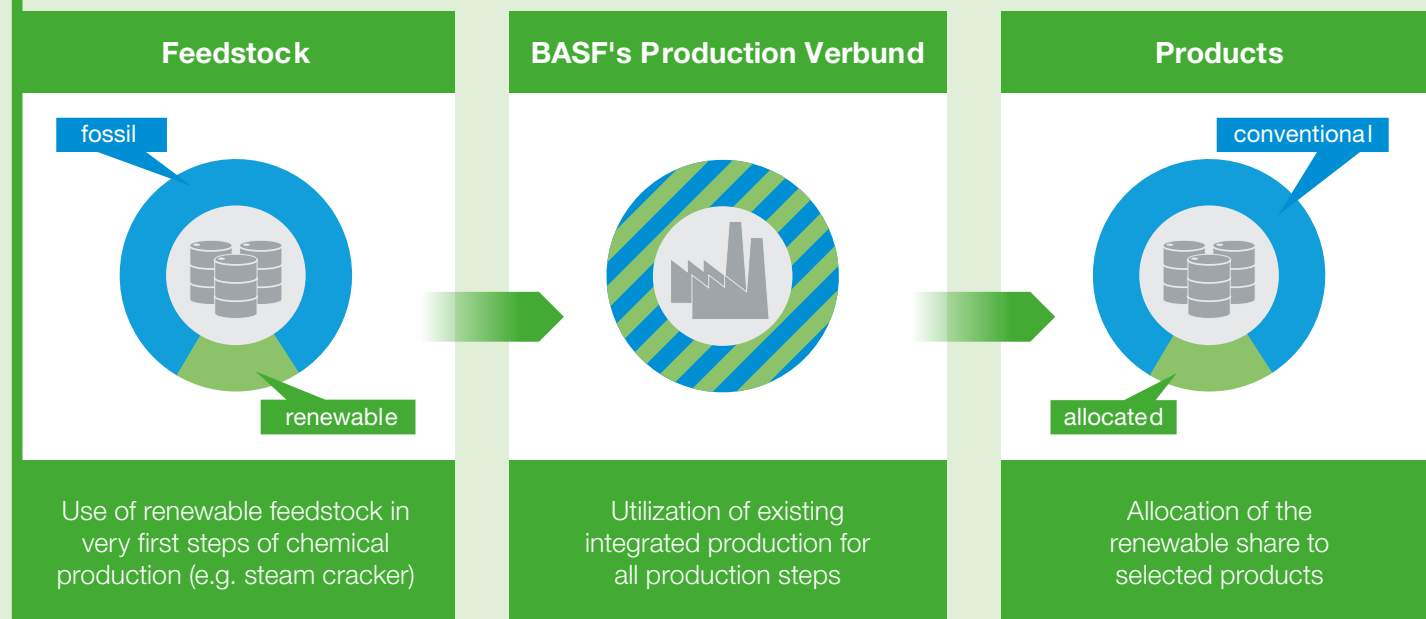 Feedstock
fossil
renewable
Use of renewable feedstock in
very first steps of chemical
production (e.g. steam cracker)
BASF's Production Verbund
Utilization of existing
integrated production for
all production steps
Products
conventional
allocated
Allocation of the
renewable share to
selected products